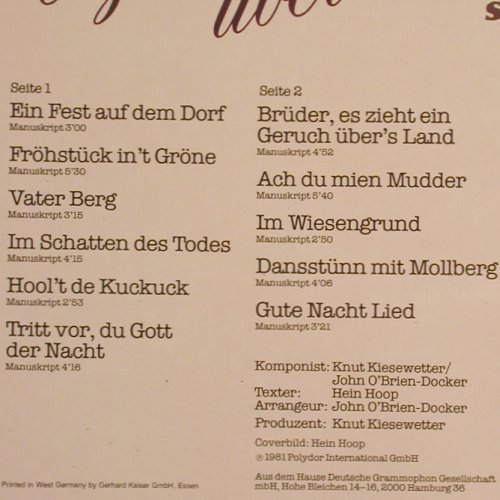 Seite 1
Ein Fest auf dem Dorf
Manuskript 3'00
Fröhstück in't Gröne
Manuskript 5'30
Vater Berg
Manuskript 3'15
Im Schatten des Todes
Manuskript 4'15
Hool't de Kuckuck
Manuskript 2'53
Tritt vor, du Gott
der Nacht
Manuskript 4'16
Seite 2
Brüder, es zieht ein
Geruch über's Land
Manuskript 4'52
Ach du mien Mudder
Manuskript 5'40
Im Wiesengrund
Manuskript 2'50
Dansstünn mit Mollberg
Manuskript 4'06
Gute Nacht Lied
Manuskript 3'21
Komponist: Knut Kiesewetter/
John O'Brien-Docker
Texter: Hein Hoop
Arrangeur: John O'Brien-Docker
Produzent: Knut Kiesewetter
Coverbild: Hein Hoop
℗ 1981 Polydor International GmbH
Aus dem Hause Deutsche Grammophon Gesellschaft
mbH, Hohe Bleichen 14–16, 2000 Hamburg 36
Printed in West Germany by Gerhard Kaiser GmbH, Essen